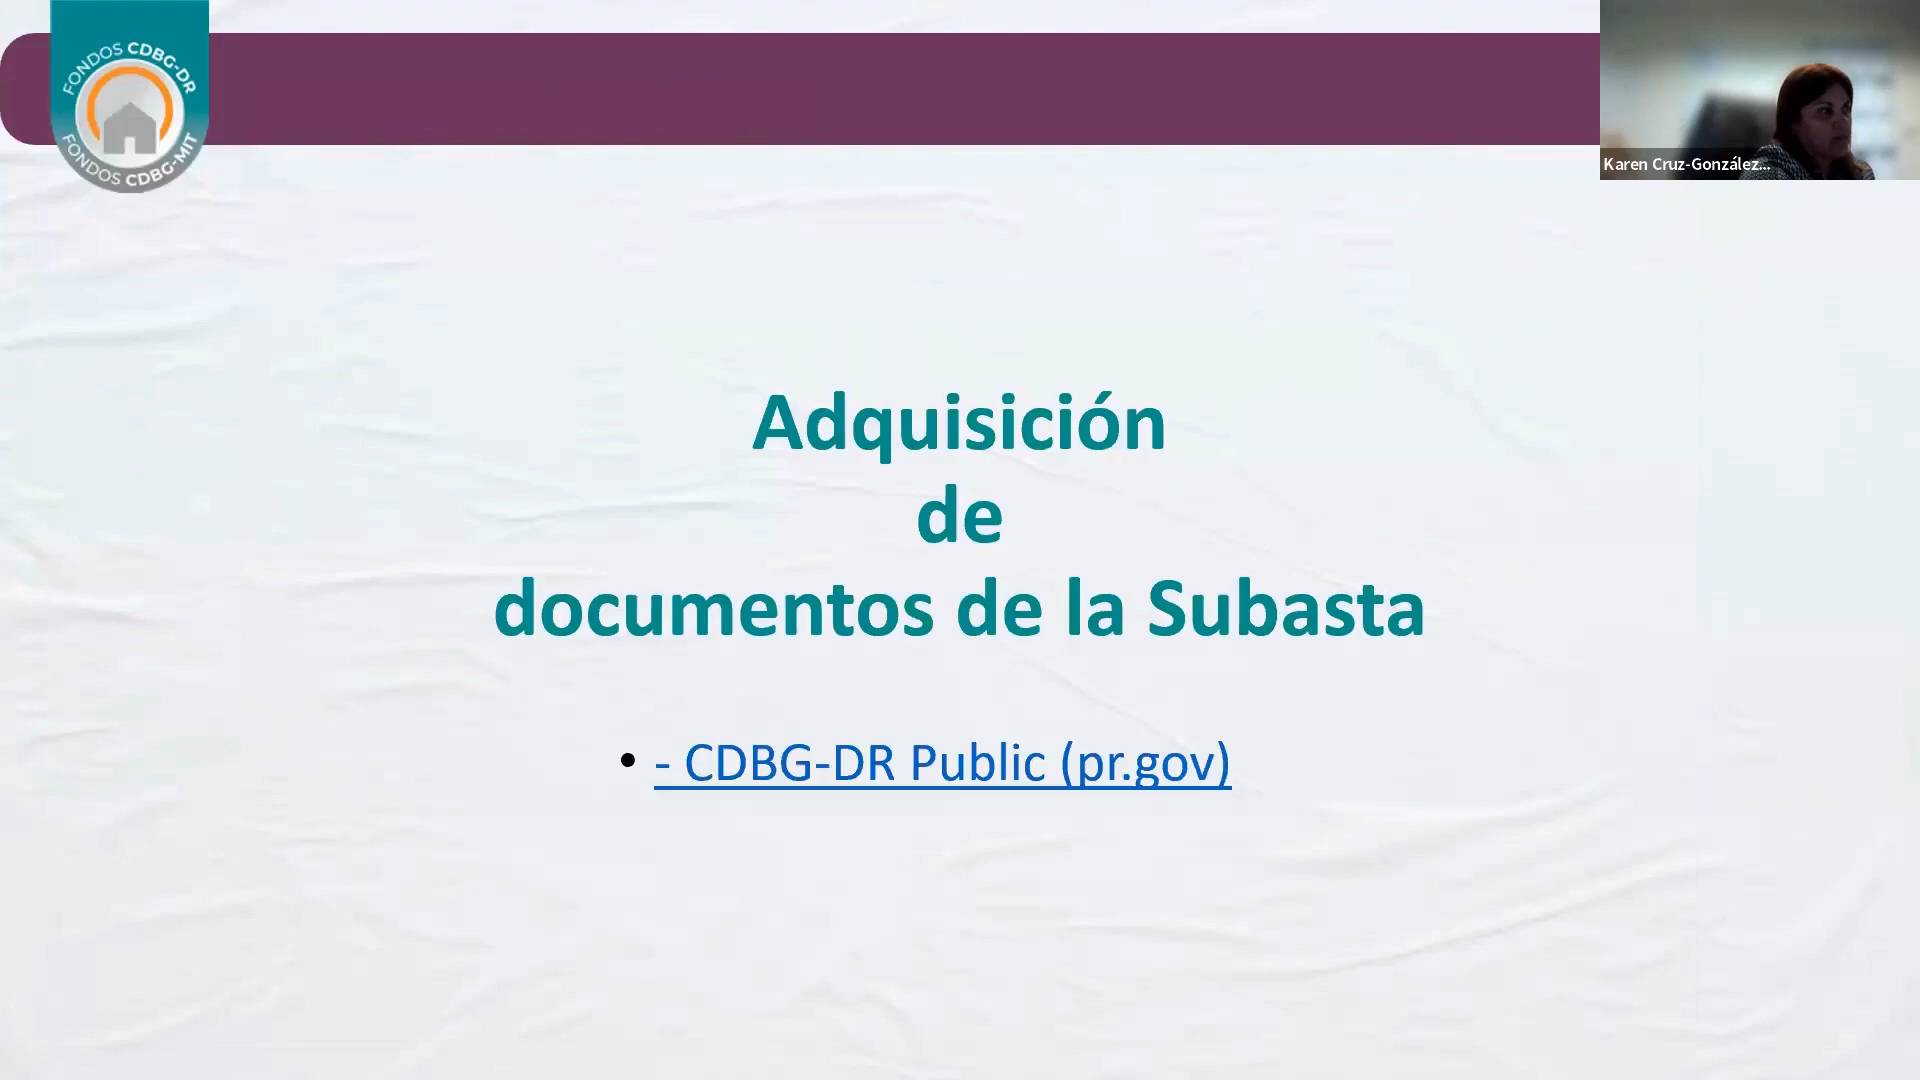 FONDOS CDBG-DR
FONDOS CDBG-MIT
Karen Cruz-González...
Adquisición
de
documentos de la Subasta
• - CDBG-DR Public (pr.gov)